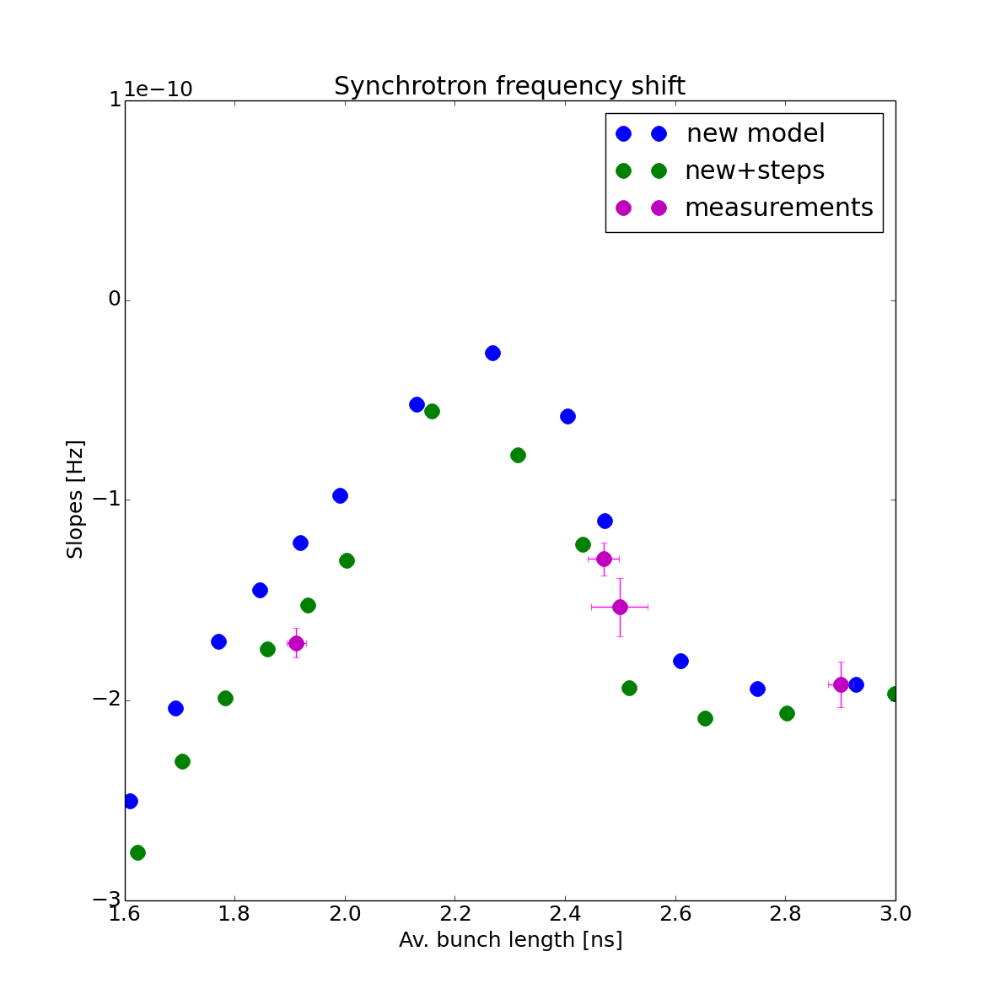 Synchrotron frequency shift
1e−10
new model
new+steps
measurements
1
0
−1
−2
−3
Slopes [Hz]
1.6 1.8 2.0 2.2 2.4 2.6 2.8 3.0
Av. bunch length [ns]